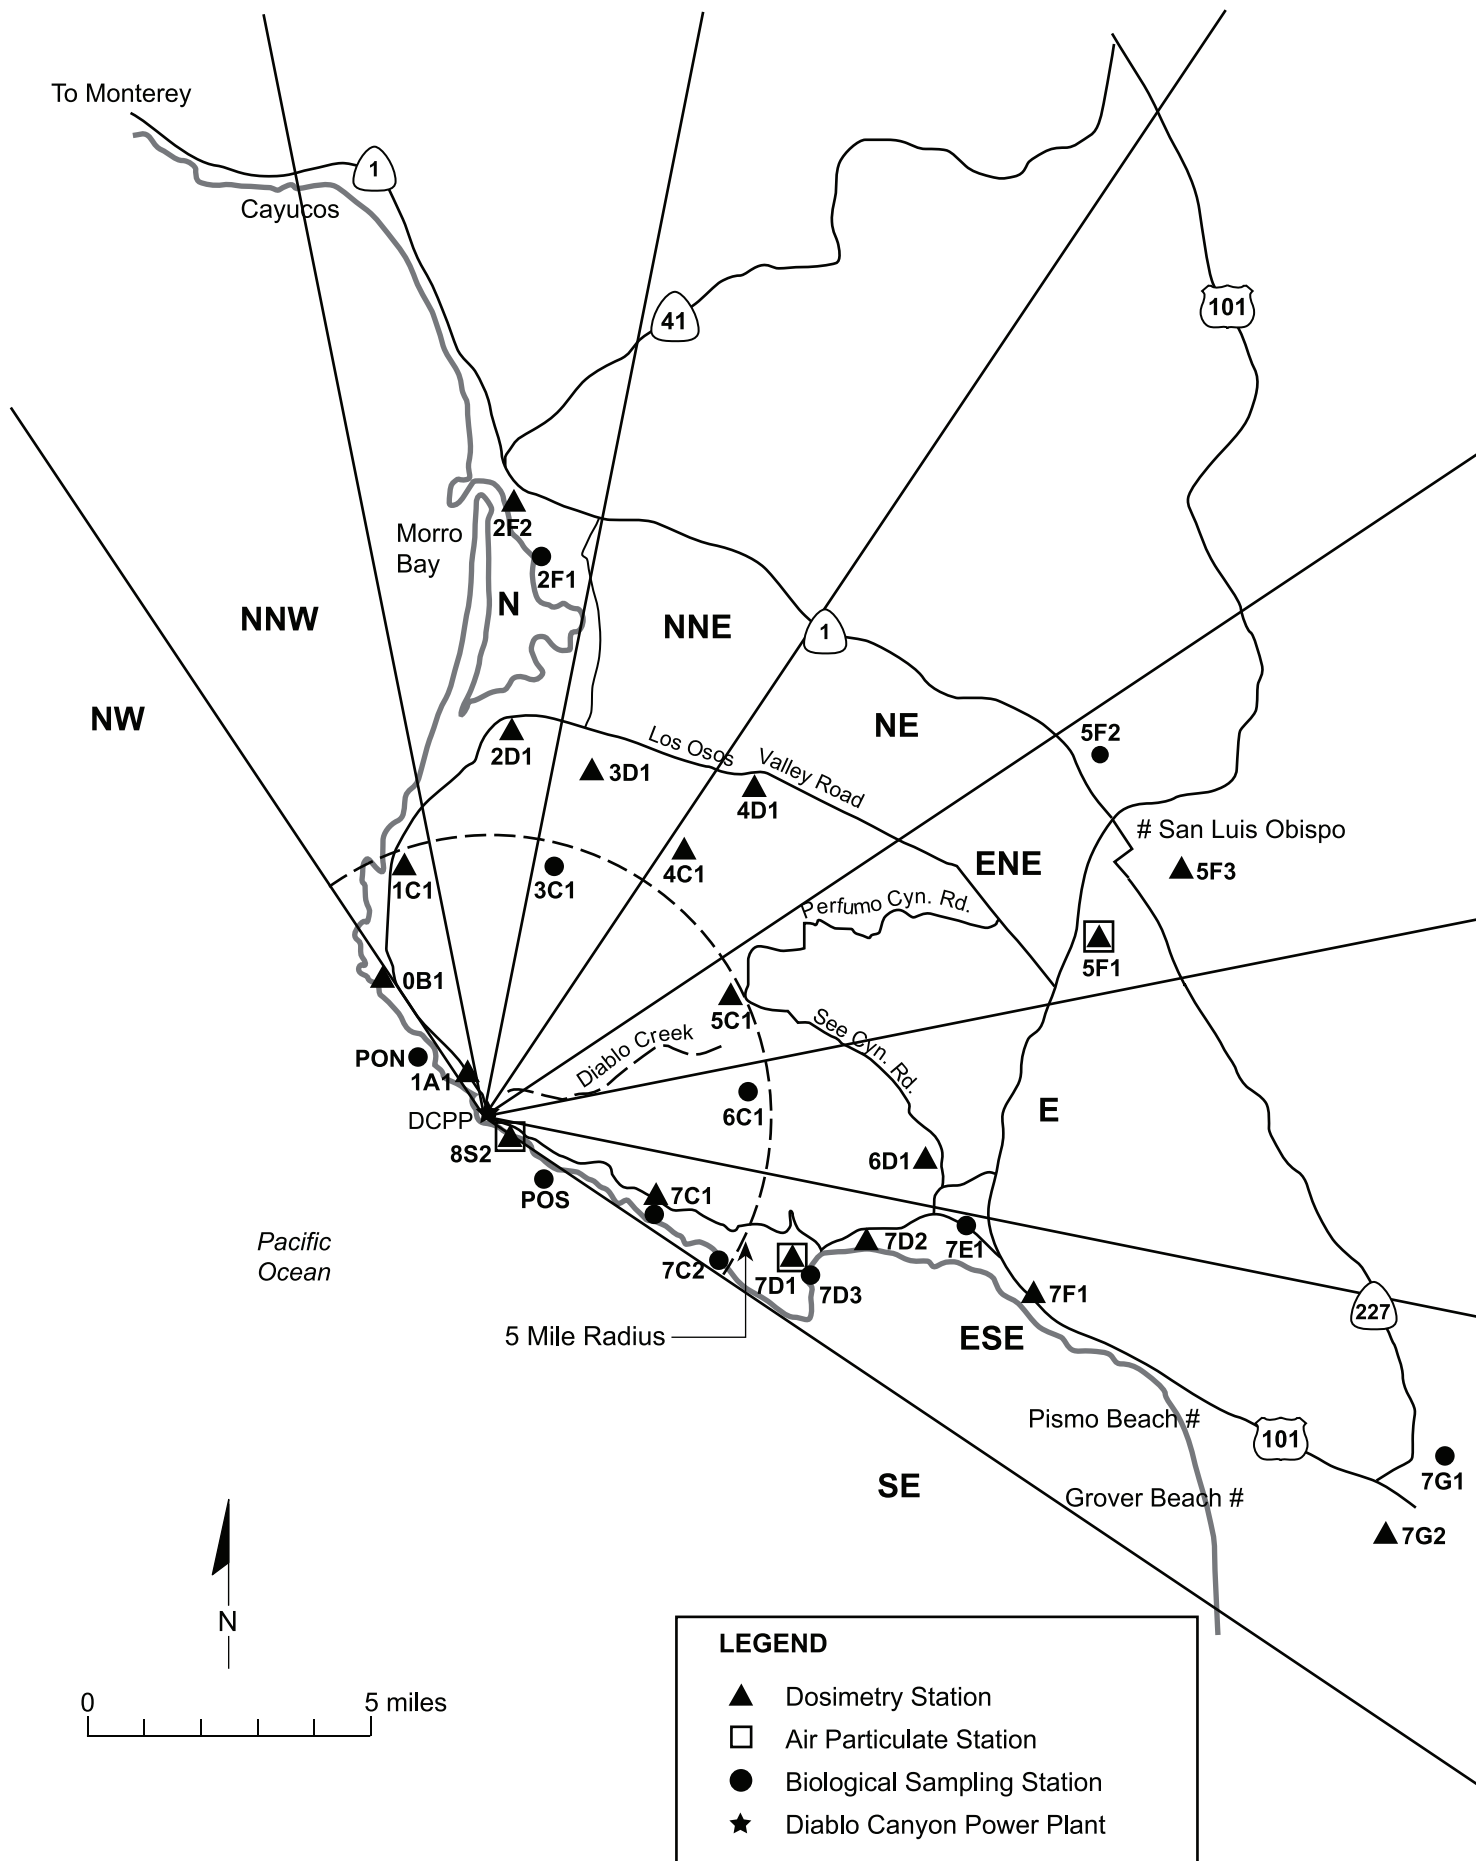 To Monterey
1
Cayucos
41
101
2F2
Morro
Bay
2F1
N
NNW
NNE
1
NW
NE
5F2
Los Osos
Valley Road
2D1
3D1
4D1
# San Luis Obispo
ENE
4C1
5F3
1C1
3C1
Perfumo Cyn. Rd.
5F1
0B1
5C1
See Cyn. Rd.
Diablo Creek
PON
1A1
6C1
E
DCPP
8S2
6D1
POS
7C1
Pacific
Ocean
7C2
7D1
7D2
7E1
7D3
7F1
227
5 Mile Radius
ESE
Pismo Beach #
101
7G1
SE
Grover Beach #
7G2
N
0
5 miles
LEGEND
Dosimetry Station
Air Particulate Station
Biological Sampling Station
Diablo Canyon Power Plant